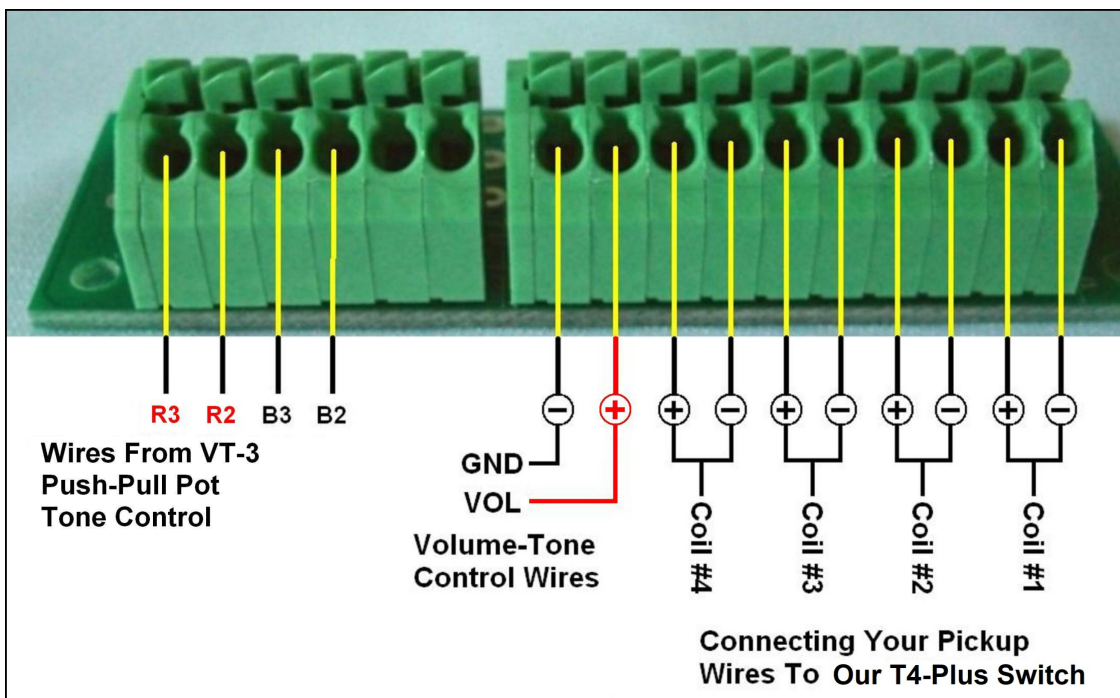 R3 R2 B3 B2
Wires From VT-3
Push-Pull Pot
Tone Control
− + + − + − + − + −
GND
VOL
Volume-Tone
Control Wires
Coil #4
Coil #3
Coil #2
Coil #1
Connecting Your Pickup
Wires To Our T4-Plus Switch